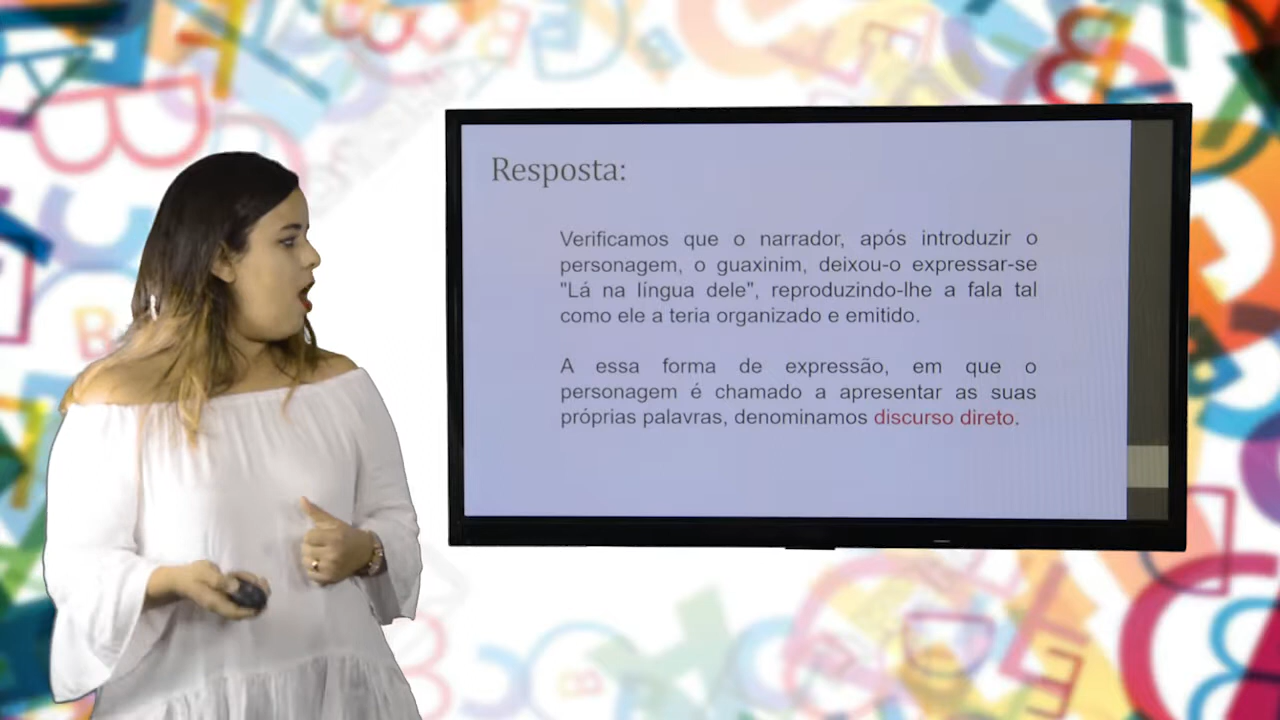 Resposta:
Verificamos que o narrador, após introduzir o
personagem, o guaxinim, deixou-o expressar-se
"Lá na língua dele", reproduzindo-lhe a fala tal
como ele a teria organizado e emitido.
A essa forma de expressão, em que o
personagem é chamado a apresentar as suas
próprias palavras, denominamos discurso direto.